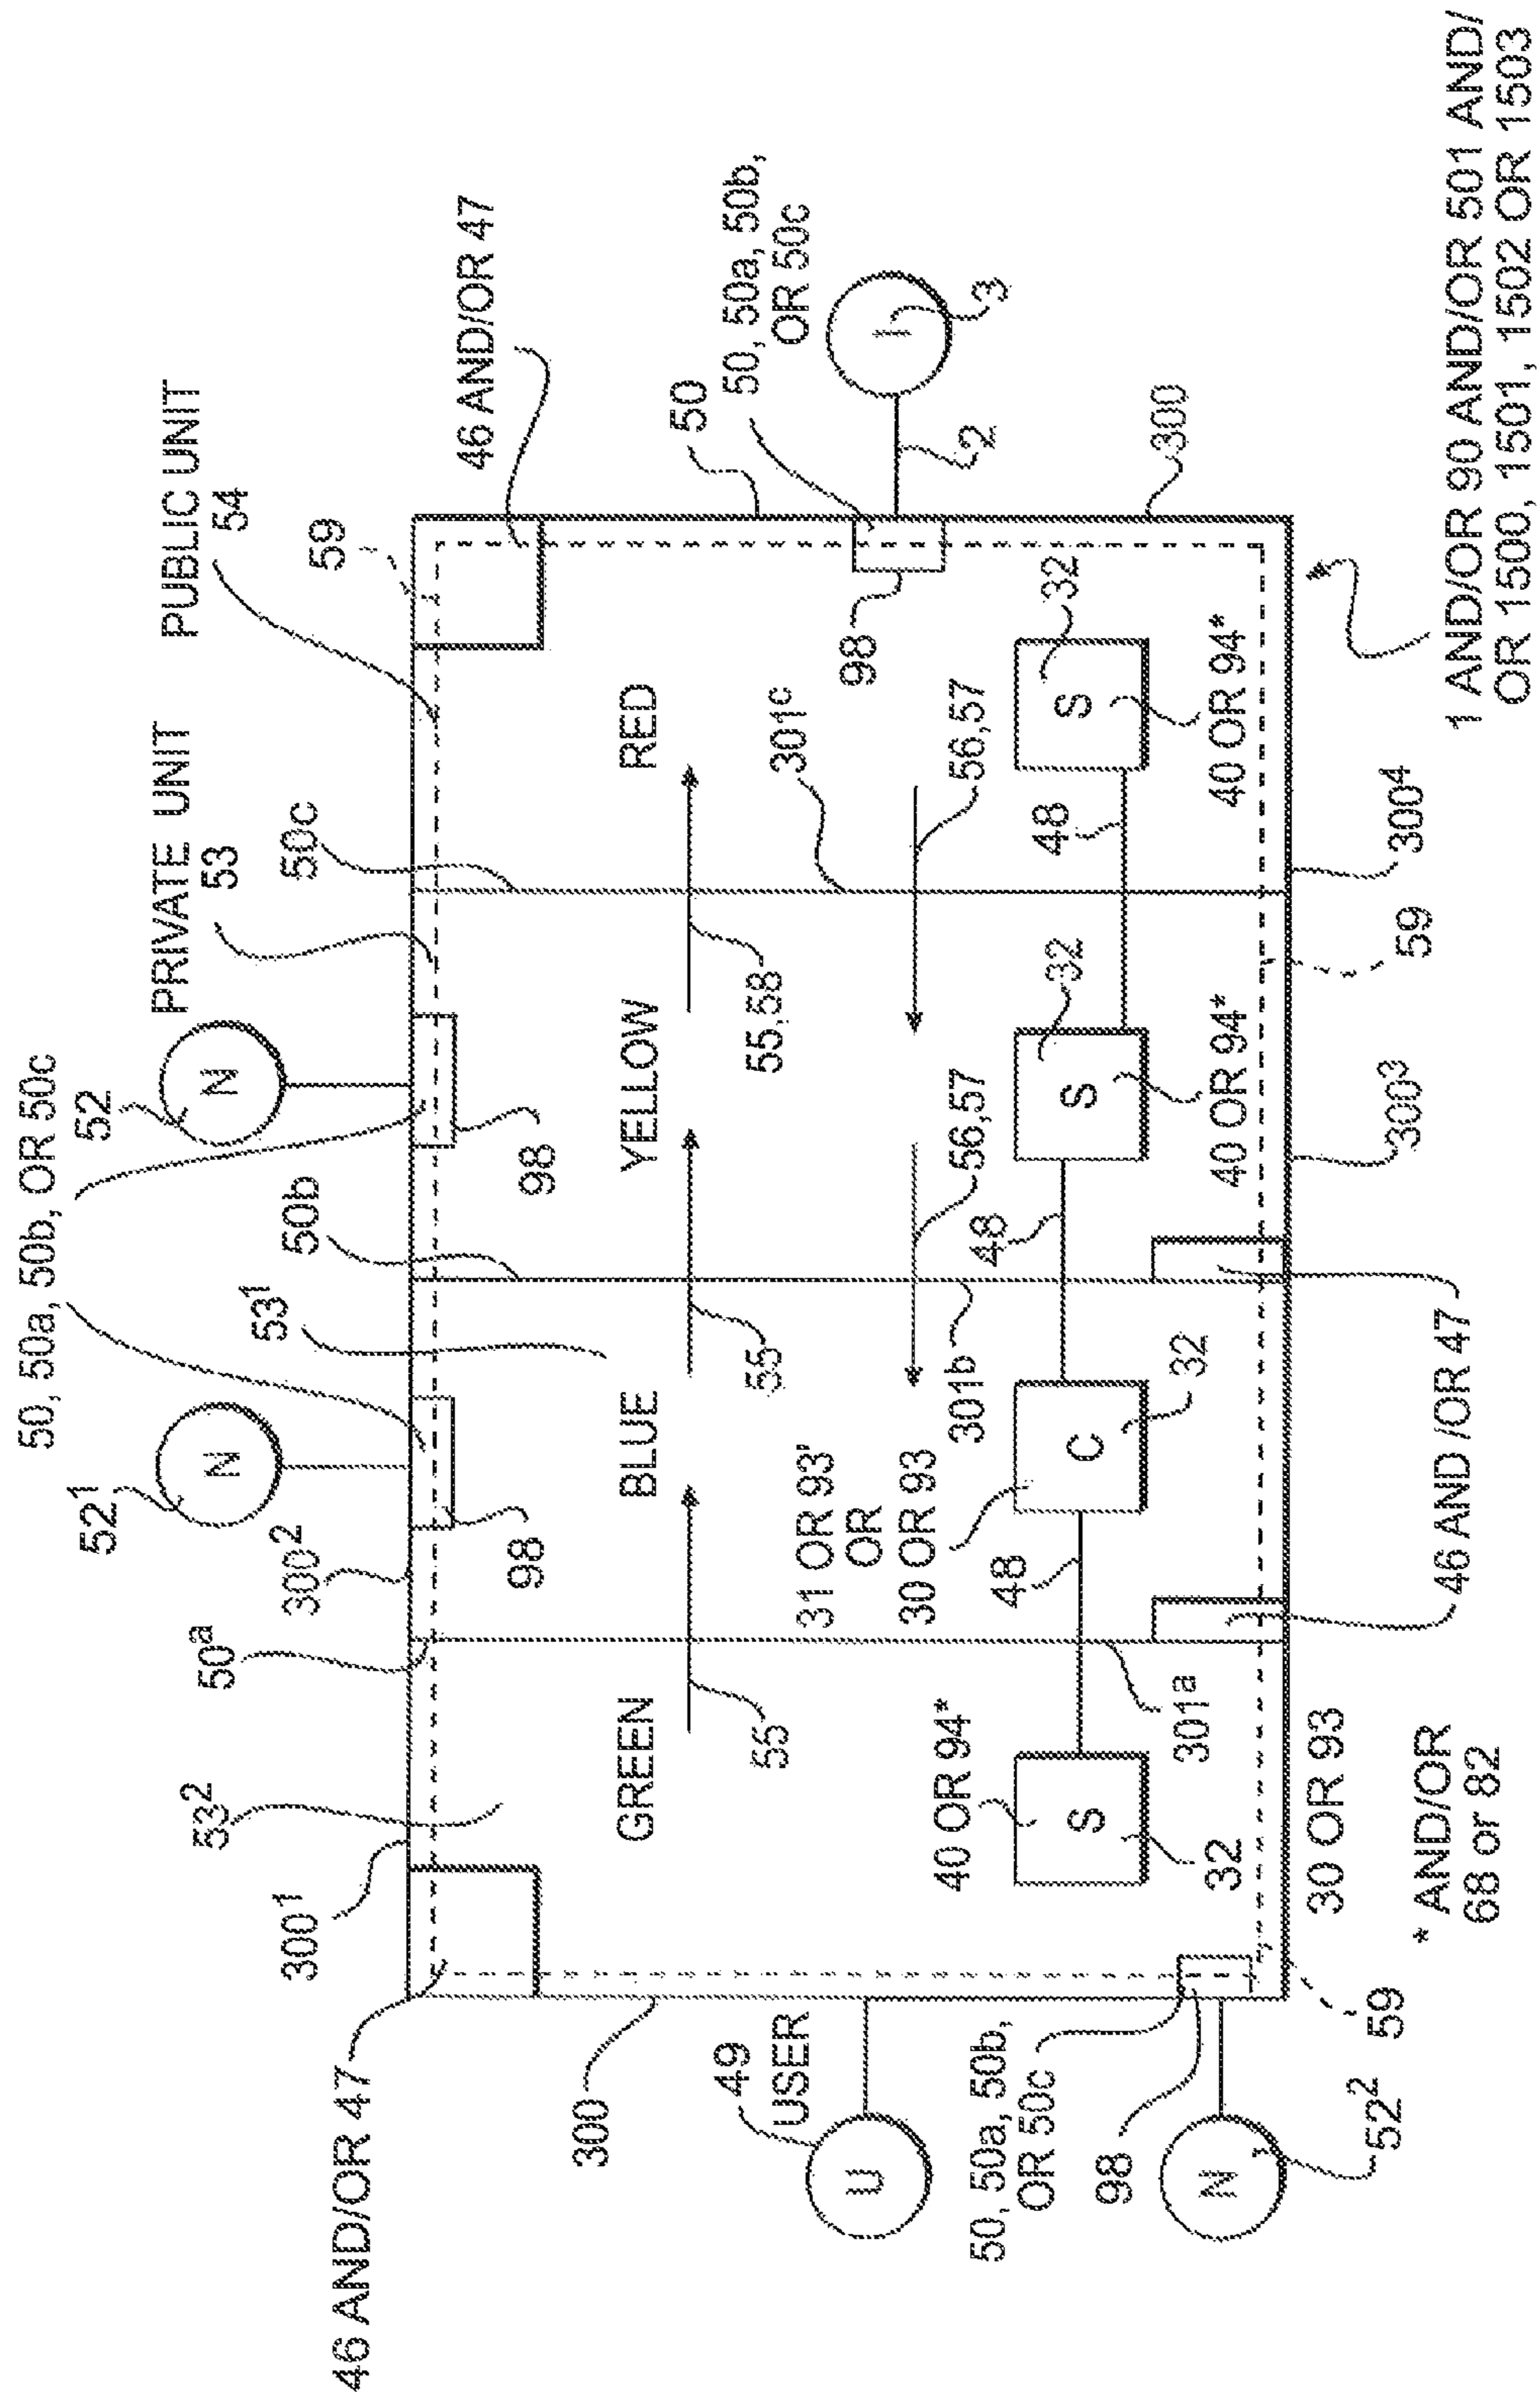 50, 50a, 50b, OR 50c
52¹
N
52
N
PRIVATE UNIT
53
PUBLIC UNIT
54
46 AND/OR 47
53²
50ª
300²
53¹
50b
50c
59
46 AND/OR 47
300¹
98
98
50
50, 50a, 50b,
OR 50c
300
GREEN
BLUE
YELLOW
RED
55
55
55,58
301ᶜ
98
I
3
2
49
USER
U
31 OR 93'
OR
30 OR 93
56,57
56,57
50, 50a, 50b,
OR 50c
40 OR 94*
48
301b
48
48
32
32
300
98
S
C
S
S
N
32
301ª
32
40 OR 94*
40 OR 94*
52²
59
30 OR 93
300³
59
300⁴
* AND/OR
68 or 82
46 AND /OR 47
1 AND/OR 90 AND/OR 501 AND/
OR 1500, 1501, 1502 OR 1503